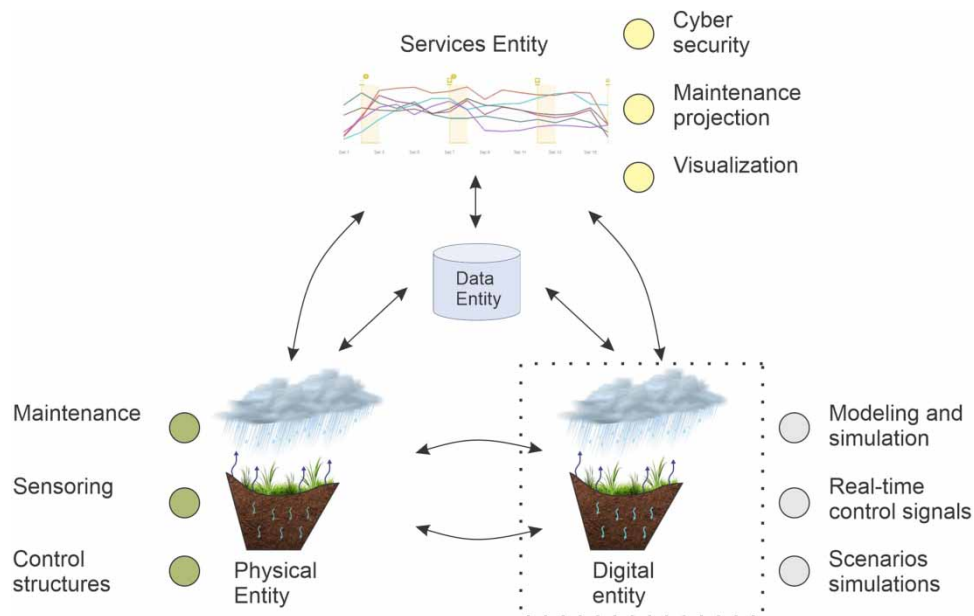 Services Entity
Cyber
security
Maintenance
projection
Visualization
Data
Entity
Maintenance
Sensoring
Control
structures
Physical
Entity
Digital
entity
Modeling and
simulation
Real-time
control signals
Scenarios
simulations